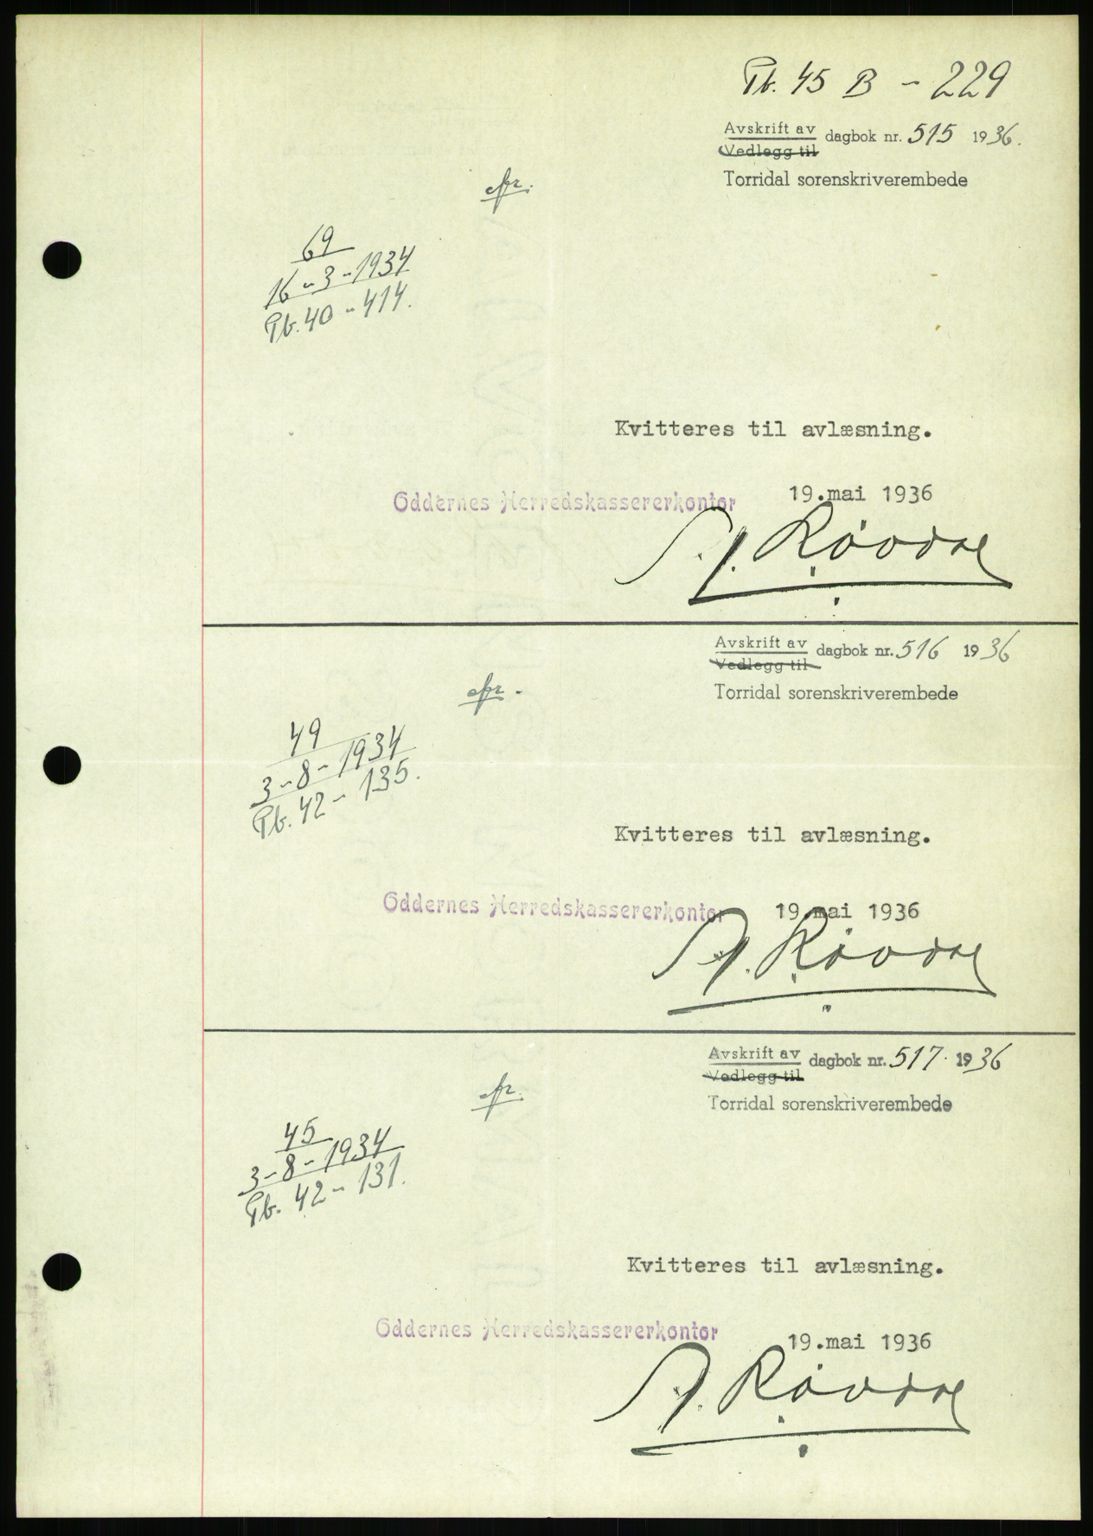 Pb. 45 B - 229
Avskrift av
Vedlegg til
dagbok nr. 515 1936.
Torridal sorenskriverembede
69
16-3-1934
Pb. 40 - 414.
Kvitteres til avlæsning.
Oddernes Herredskassererkontor 19.mai 1936
Avskrift av
Vedlegg til
dagbok nr. 516 1936
Torridal sorenskriverembede
49
3-8-1934
Pb. 42 - 135.
Kvitteres til avlæsning.
Oddernes Herredskassererkontor 19.mai 1936
Avskrift av
Vedlegg til
dagbok nr. 517. 1936
Torridal sorenskriverembede
45
3-8-1934
Pb. 42 - 131.
Kvitteres til avlæsning.
Oddernes Herredskassererkontor 19.mai 1936